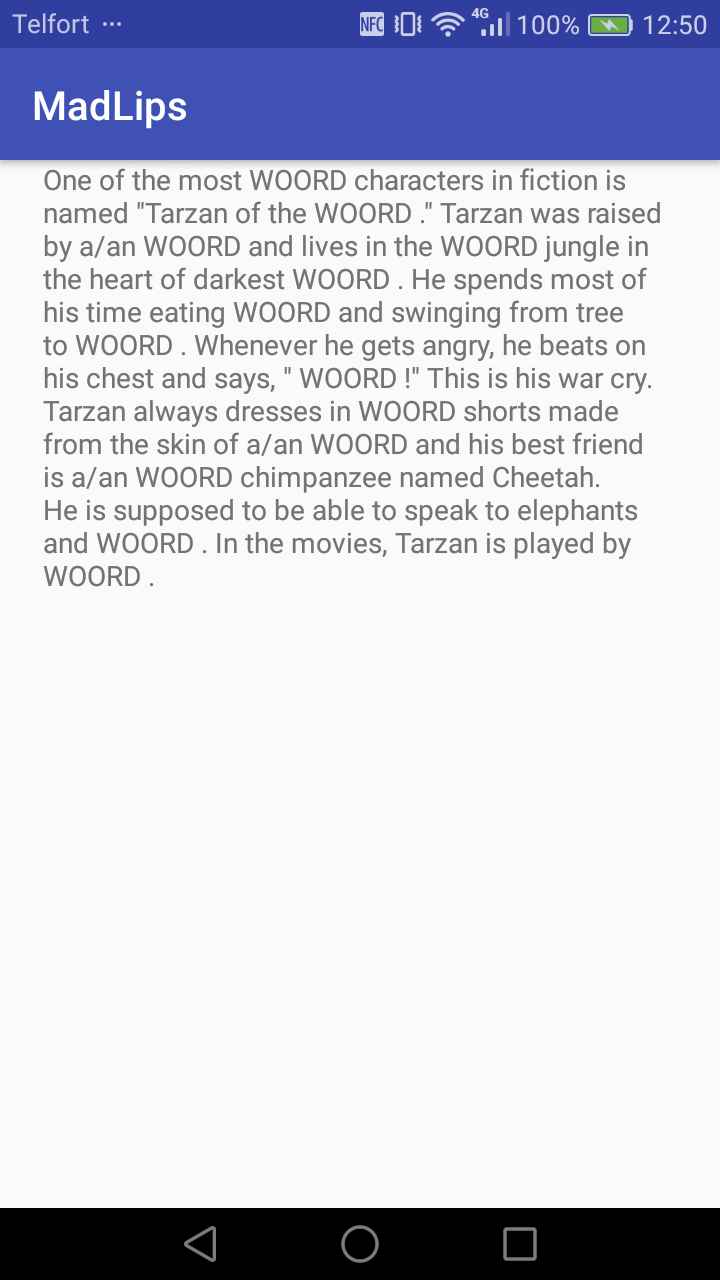 Telfort ...
NFC 4G 100% 12:50
MadLips
One of the most WOORD characters in fiction is
named "Tarzan of the WOORD ." Tarzan was raised
by a/an WOORD and lives in the WOORD jungle in
the heart of darkest WOORD . He spends most of
his time eating WOORD and swinging from tree
to WOORD . Whenever he gets angry, he beats on
his chest and says, " WOORD !" This is his war cry.
Tarzan always dresses in WOORD shorts made
from the skin of a/an WOORD and his best friend
is a/an WOORD chimpanzee named Cheetah.
He is supposed to be able to speak to elephants
and WOORD . In the movies, Tarzan is played by
WOORD .